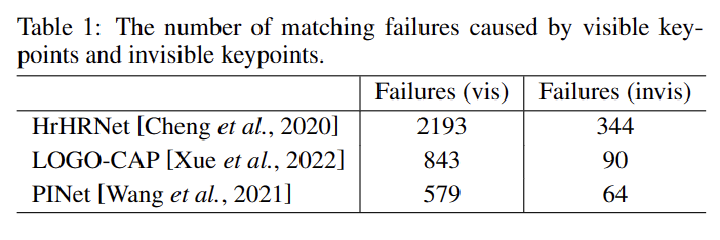 Table 1: The number of matching failures caused by visible key-
points and invisible keypoints.
Failures (vis) Failures (invis)
HrHRNet [Cheng et al., 2020] 2193 344
LOGO-CAP [Xue et al., 2022] 843 90
PINet [Wang et al., 2021] 579 64